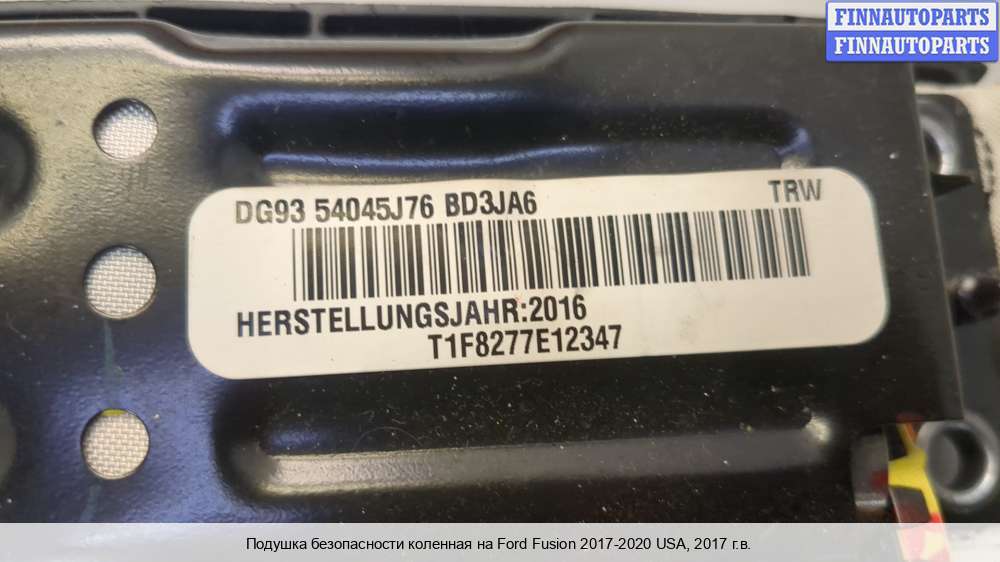 FINNAUTOPARTS
FINNAUTOPARTS
DG93 54045J76 BD3JA6 TRW
HERSTELLUNGSJAHR:2016
T1F8277E12347
Подушка безопасности коленная на Ford Fusion 2017-2020 USA, 2017 г.в.